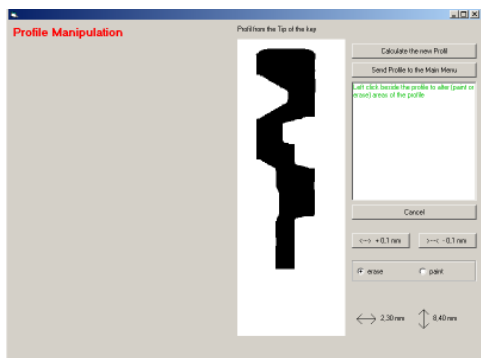 Profile Manipulation
Profil from the Tip of the key
Calculate the new Profil
Send Profile to the Main Menu
Left click beside the profile to alter (paint or
erase) areas of the profile
Cancel
<--> +0,1 mm
>--< -0,1 mm
erase
paint
2,30 mm
8,40 mm